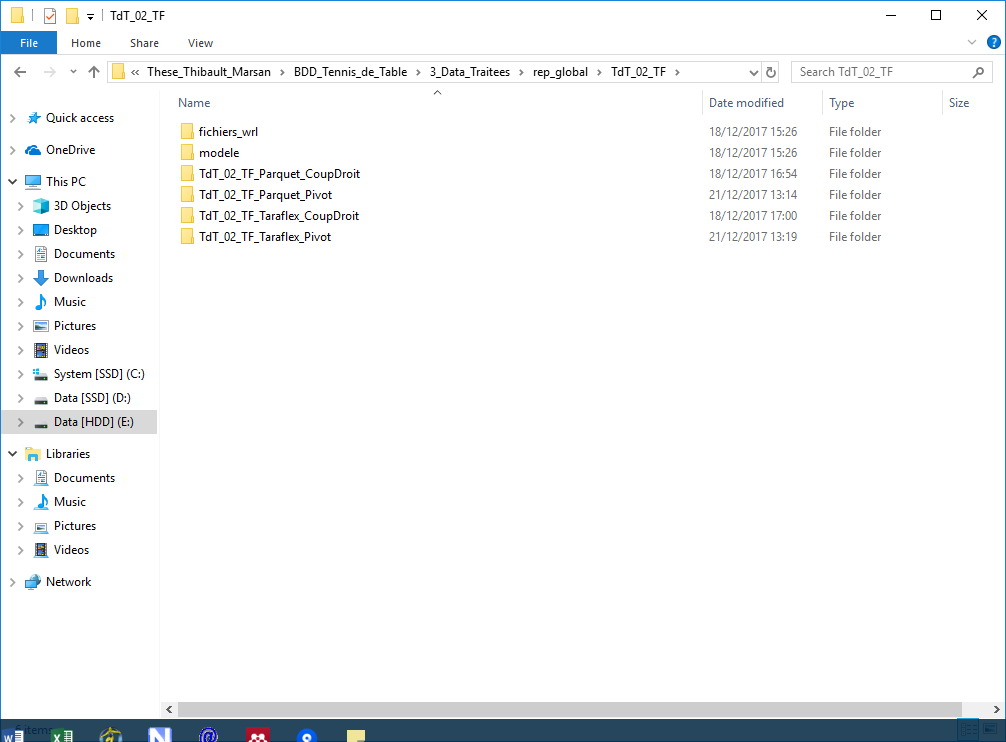 TdT_02_TF
File Home Share View
« These_Thibault_Marsan > BDD_Tennis_de_Table > 3_Data_Traitees > rep_global > TdT_02_TF >
Search TdT_02_TF
Name Date modified Type Size
fichiers_wrl 18/12/2017 15:26 File folder
modele 18/12/2017 15:26 File folder
TdT_02_TF_Parquet_CoupDroit 18/12/2017 16:54 File folder
TdT_02_TF_Parquet_Pivot 21/12/2017 13:14 File folder
TdT_02_TF_Taraflex_CoupDroit 18/12/2017 17:00 File folder
TdT_02_TF_Taraflex_Pivot 21/12/2017 13:19 File folder
Quick access
OneDrive
This PC
3D Objects
Desktop
Documents
Downloads
Music
Pictures
Videos
System [SSD] (C:)
Data [SSD] (D:)
Data [HDD] (E:)
Libraries
Documents
Music
Pictures
Videos
Network
6 items